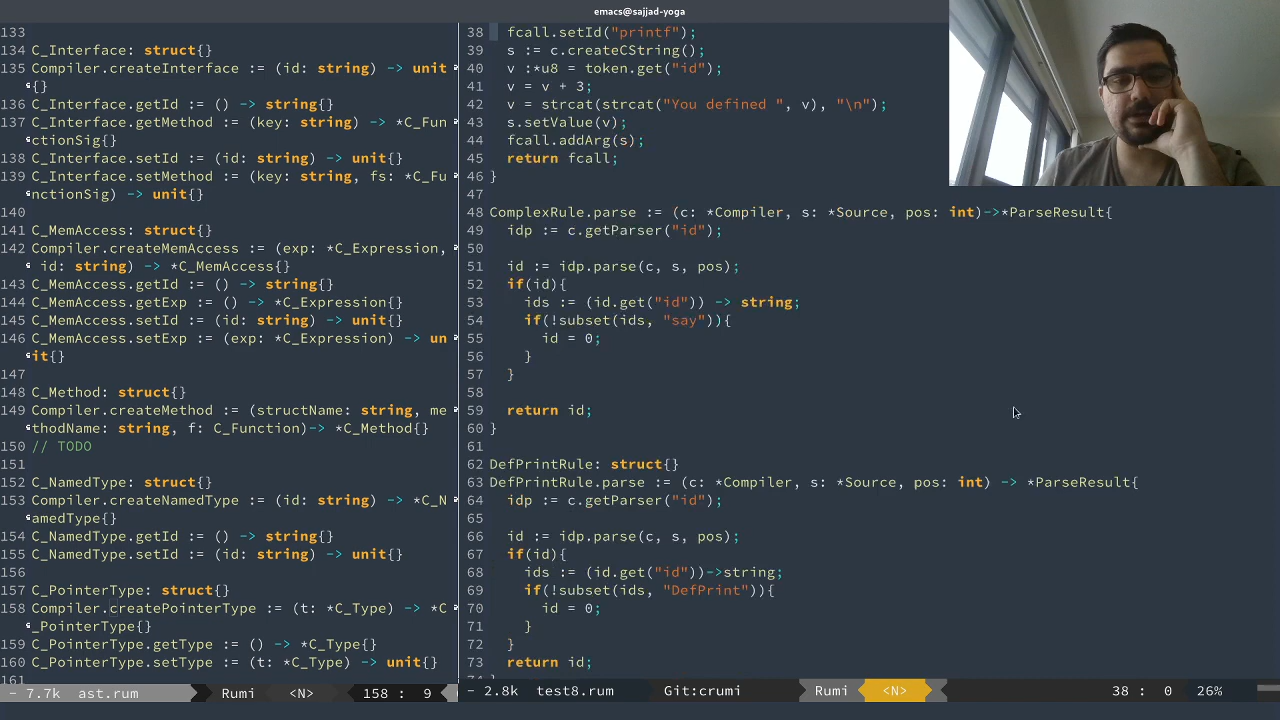 emacs@sajjad-yoga
133
134 C_Interface: struct{}
135 Compiler.createInterface := (id: string) -> unit
{}
136 C_Interface.getId := () -> string{}
137 C_Interface.getMethod := (key: string) -> *C_Fun
ctionSig{}
138 C_Interface.setId := (id: string) -> unit{}
139 C_Interface.setMethod := (key: string, fs: *C_Fu
nctionSig) -> unit{}
140
141 C_MemAccess: struct{}
142 Compiler.createMemAccess := (exp: *C_Expression,
id: string) -> *C_MemAccess{}
143 C_MemAccess.getId := () -> string{}
144 C_MemAccess.getExp := () -> *C_Expression{}
145 C_MemAccess.setId := (id: string) -> unit{}
146 C_MemAccess.setExp := (exp: *C_Expression) -> un
it{}
147
148 C_Method: struct{}
149 Compiler.createMethod := (structName: string, me
thodName: string, f: C_Function)-> *C_Method{}
150 // TODO
151
152 C_NamedType: struct{}
153 Compiler.createNamedType := (id: string) -> *C_N
amedType{}
154 C_NamedType.getId := () -> string{}
155 C_NamedType.setId := (id: string) -> unit{}
156
157 C_PointerType: struct{}
158 Compiler.createPointerType := (t: *C_Type) -> *C
_PointerType{}
159 C_PointerType.getType := () -> *C_Type{}
160 C_PointerType.setType := (t: *C_Type) -> unit{}
161
- 7.7k ast.rum Rumi <N> 158 : 9
38 fcall.setId("printf");
39 s := c.createCString();
40 v :*u8 = token.get("id");
41 v = v + 3;
42 v = strcat(strcat("You defined ", v), "\n");
43 s.setValue(v);
44 fcall.addArg(s);
45 return fcall;
46 }
47
48 ComplexRule.parse := (c: *Compiler, s: *Source, pos: int)->*ParseResult{
49 idp := c.getParser("id");
50
51 id := idp.parse(c, s, pos);
52 if(id){
53 ids := (id.get("id")) -> string;
54 if(!subset(ids, "say")){
55 id = 0;
56 }
57 }
58
59 return id;
60 }
61
62 DefPrintRule: struct{}
63 DefPrintRule.parse := (c: *Compiler, s: *Source, pos: int) -> *ParseResult{
64 idp := c.getParser("id");
65
66 id := idp.parse(c, s, pos);
67 if(id){
68 ids := (id.get("id"))->string;
69 if(!subset(ids, "DefPrint")){
70 id = 0;
71 }
72 }
73 return id;
- 2.8k test8.rum Git:crumi Rumi <N> 38 : 0 26%